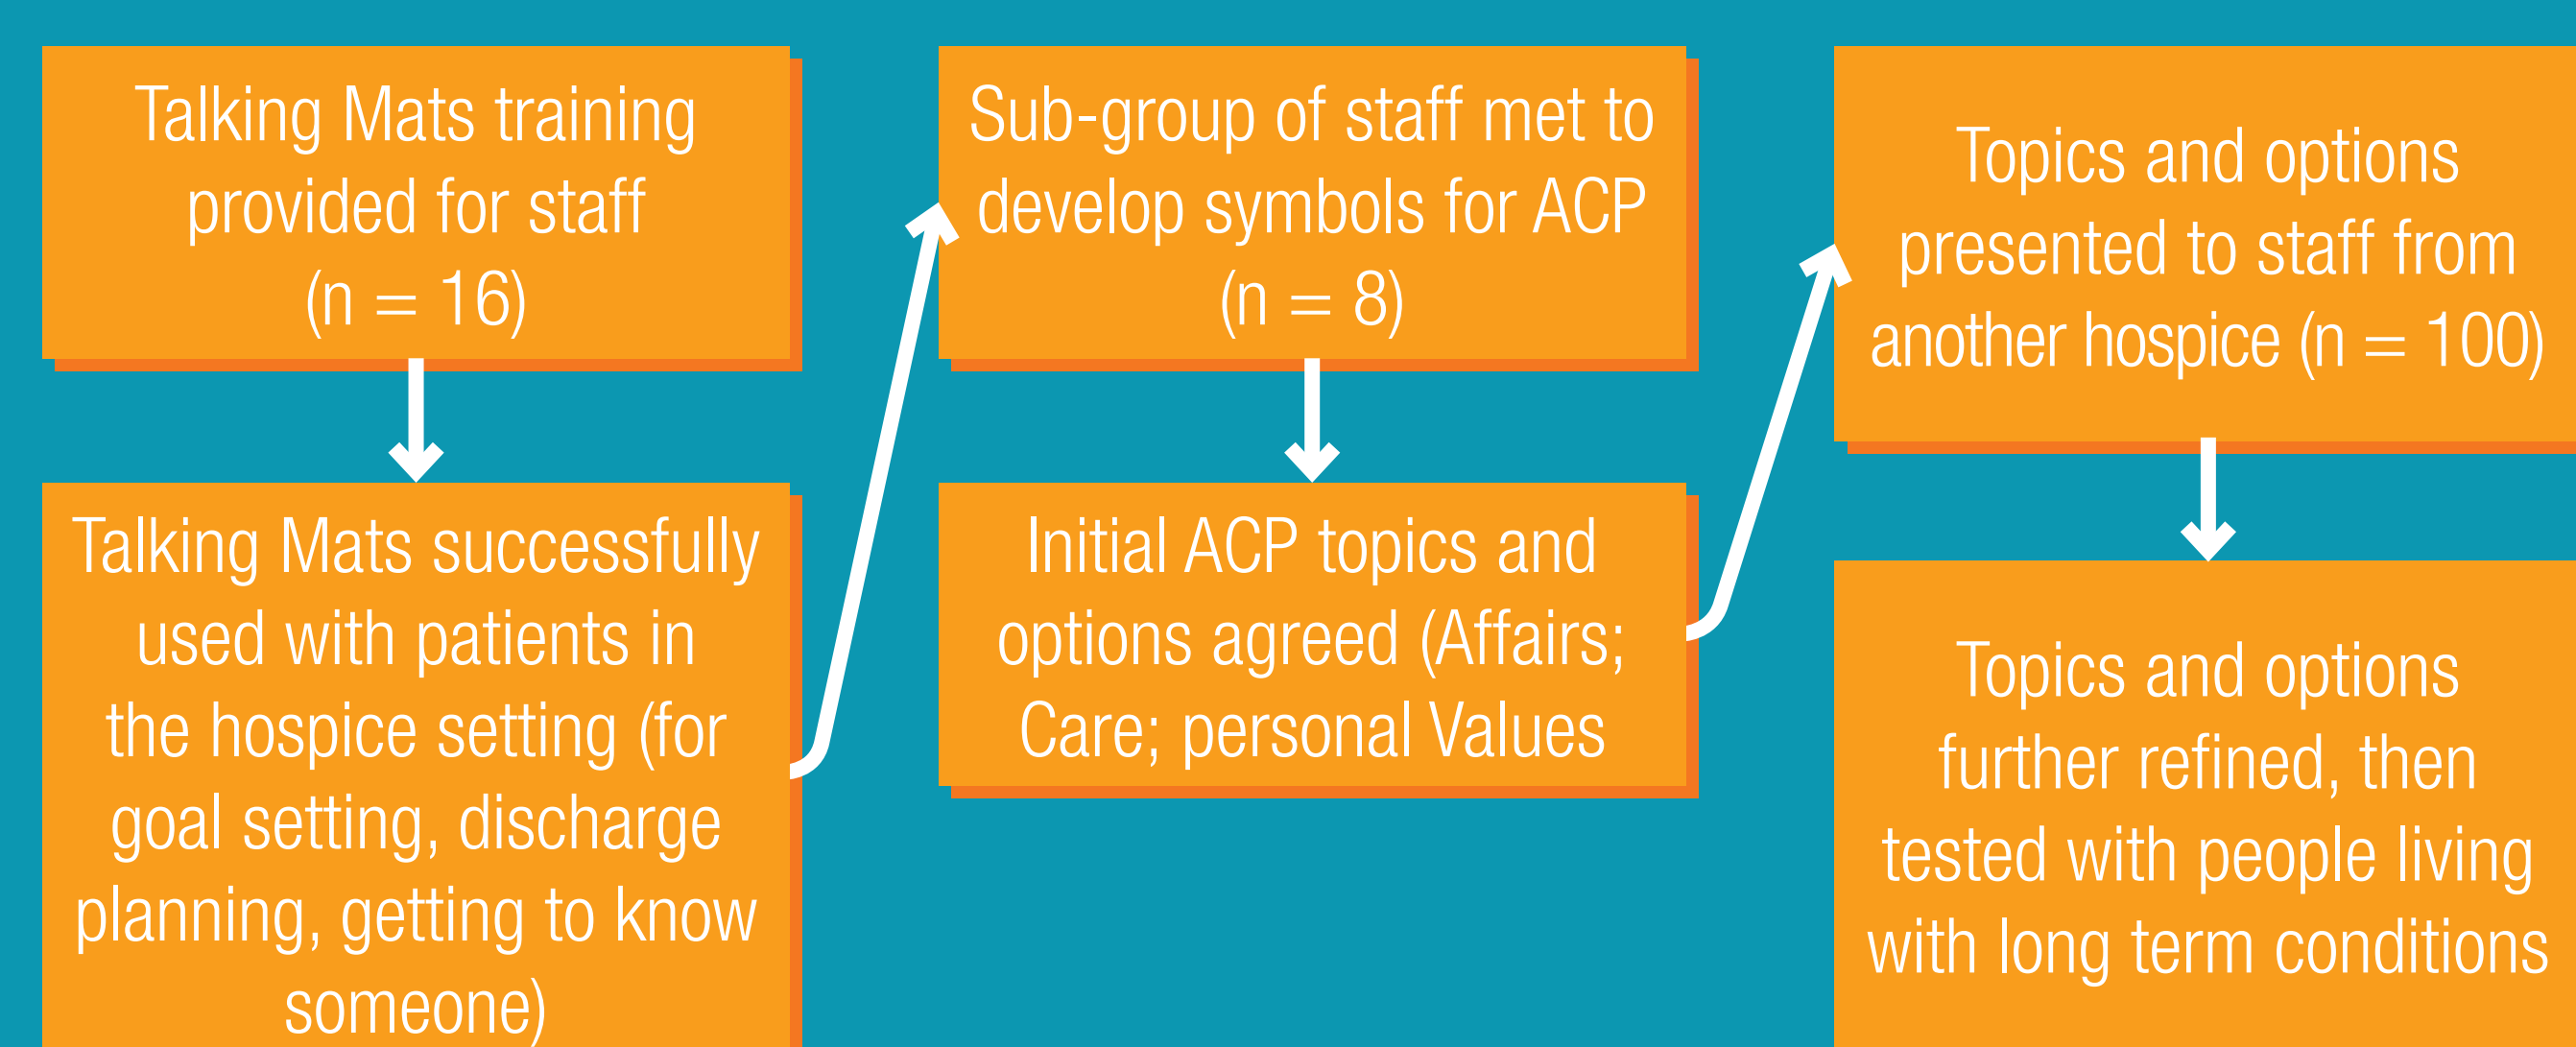 Talking Mats training
provided for staff
(n = 16)
Talking Mats successfully
used with patients in
the hospice setting (for
goal setting, discharge
planning, getting to know
someone)
Sub-group of staff met to
develop symbols for ACP
(n = 8)
Initial ACP topics and
options agreed (Affairs;
Care; personal Values
Topics and options
presented to staff from
another hospice (n = 100)
Topics and options
further refined, then
tested with people living
with long term conditions